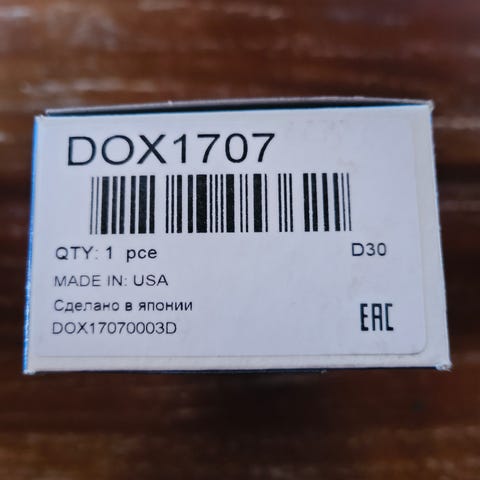 DOX1707
QTY: 1 pce D30
MADE IN: USA
Сделано в японии
DOX17070003D
EAC